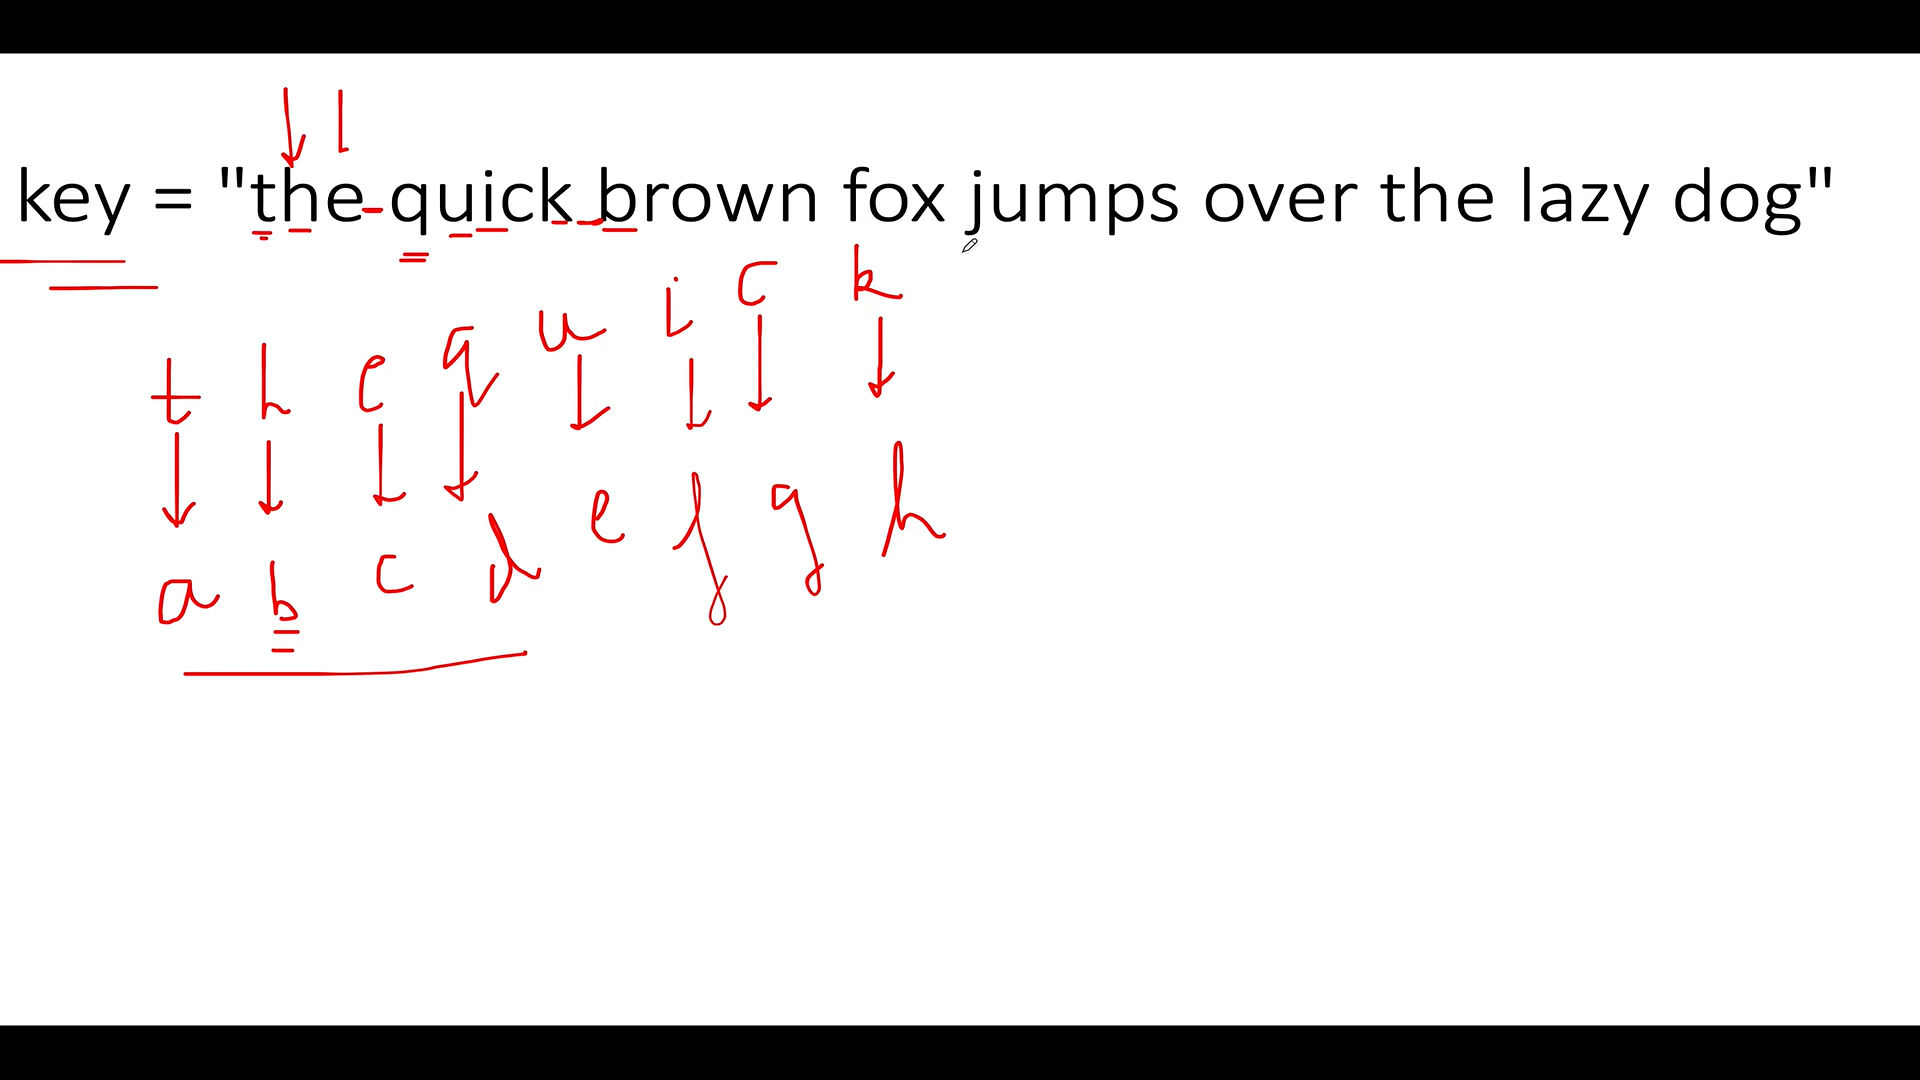 key = "the quick brown fox jumps over the lazy dog"
t h e q u i c k
a b c d e f g h